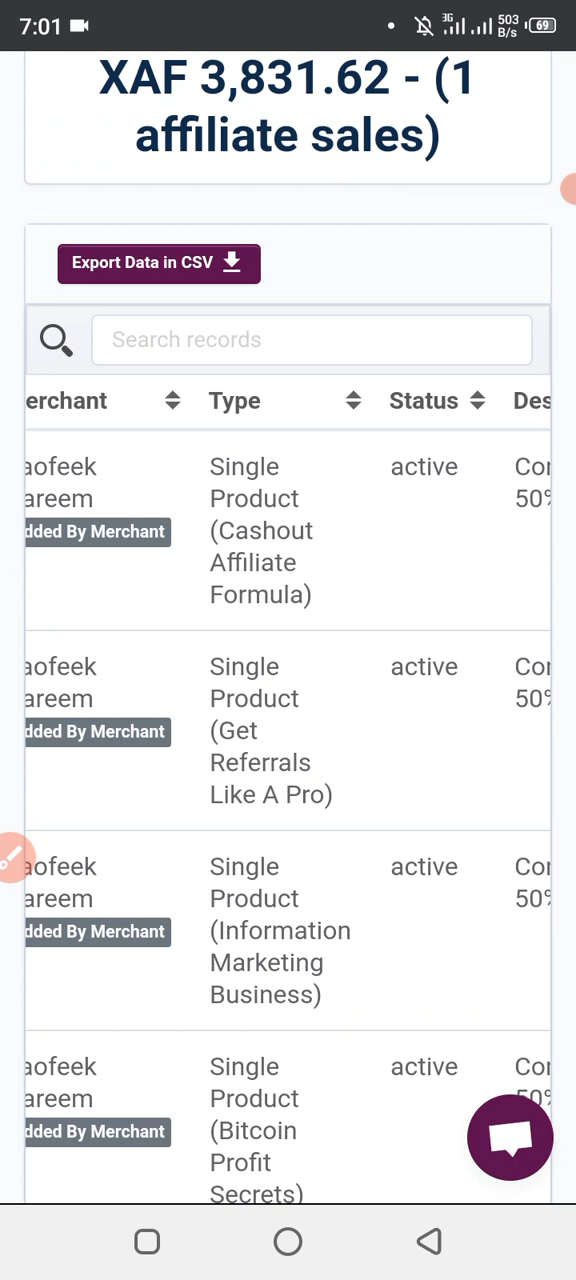 7:01
3G
503
B/s
69
XAF 3,831.62 - (1
affiliate sales)
Export Data in CSV
Search records
erchant Type Status Des
aofeek Single active Cor
areem Product 50%
dded By Merchant (Cashout
Affiliate
Formula)
aofeek Single active Cor
areem Product 50%
dded By Merchant (Get
Referrals
Like A Pro)
aofeek Single active Cor
areem Product 50%
dded By Merchant (Information
Marketing
Business)
aofeek Single active Cor
areem Product 50%
dded By Merchant (Bitcoin
Profit
Secrets)